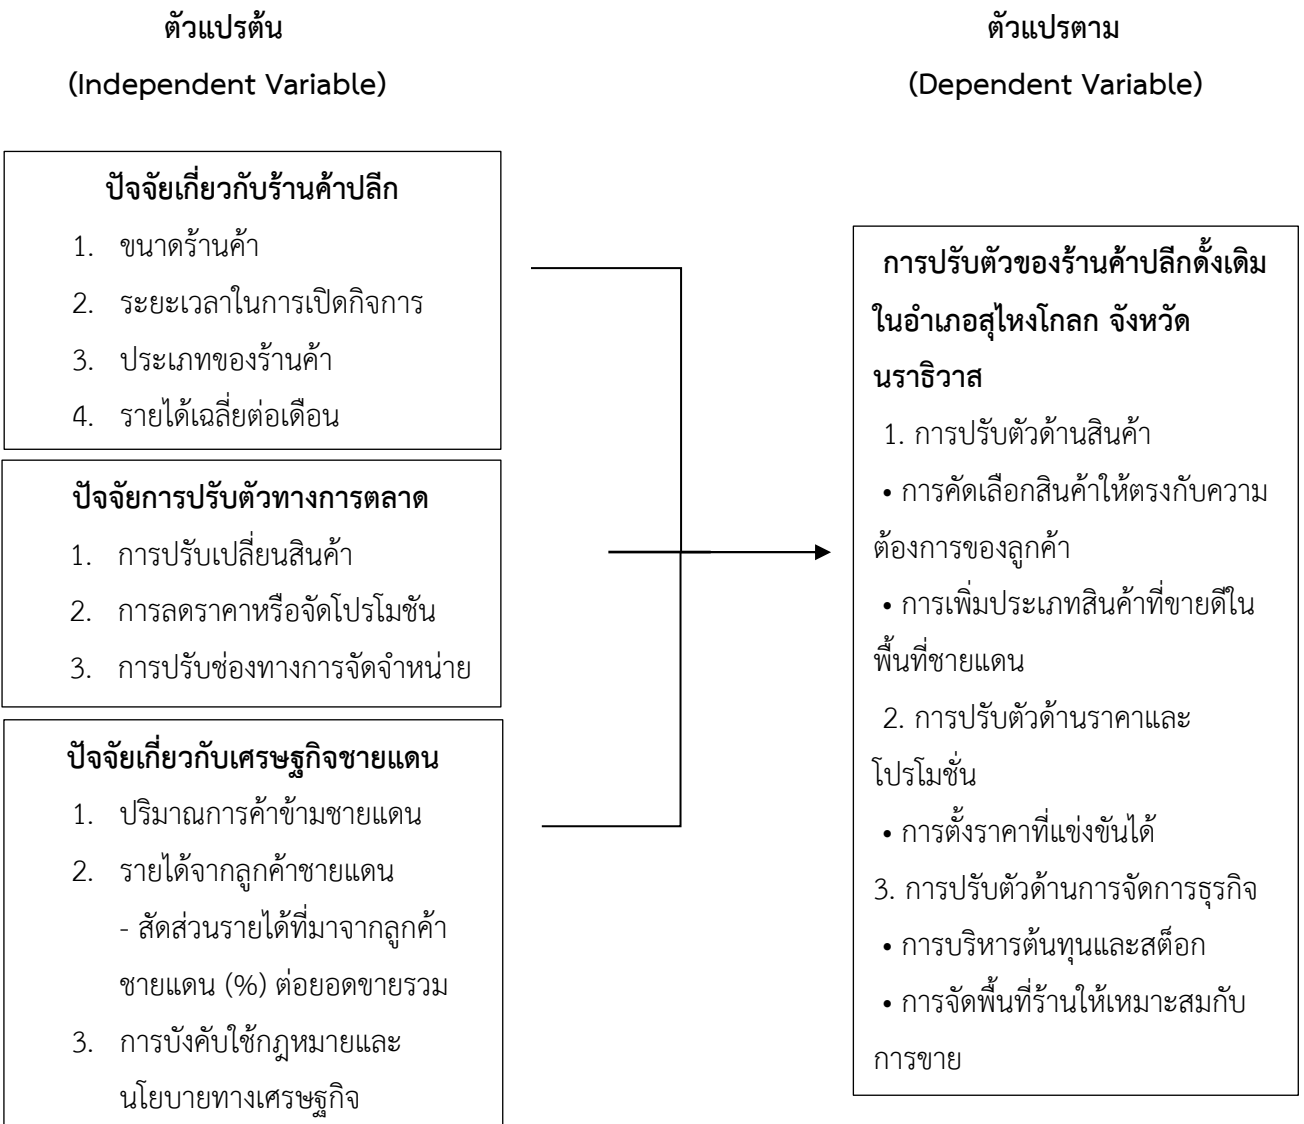 ตัวแปรต้น
(Independent Variable)
ปัจจัยเกี่ยวกับร้านค้าปลีก
1. ขนาดร้านค้า
2. ระยะเวลาในการเปิดกิจการ
3. ประเภทของร้านค้า
4. รายได้เฉลี่ยต่อเดือน
ปัจจัยการปรับตัวทางการตลาด
1. การปรับเปลี่ยนสินค้า
2. การลดราคาหรือจัดโปรโมชัน
3. การปรับช่องทางการจัดจำหน่าย
ปัจจัยเกี่ยวกับเศรษฐกิจชายแดน
1. ปริมาณการค้าข้ามชายแดน
2. รายได้จากลูกค้าชายแดน
- สัดส่วนรายได้ที่มาจากลูกค้า
ชายแดน (%) ต่อยอดขายรวม
3. การบังคับใช้กฎหมายและ
นโยบายทางเศรษฐกิจ
ตัวแปรตาม
(Dependent Variable)
การปรับตัวของร้านค้าปลีกดั้งเดิม
ในอำเภอสุไหงโกลก จังหวัด
นราธิวาส
1. การปรับตัวด้านสินค้า
• การคัดเลือกสินค้าให้ตรงกับความ
ต้องการของลูกค้า
• การเพิ่มประเภทสินค้าที่ขายดีใน
พื้นที่ชายแดน
2. การปรับตัวด้านราคาและ
โปรโมชั่น
• การตั้งราคาที่แข่งขันได้
3. การปรับตัวด้านการจัดการธุรกิจ
• การบริหารต้นทุนและสต็อก
• การจัดพื้นที่ร้านให้เหมาะสมกับ
การขาย